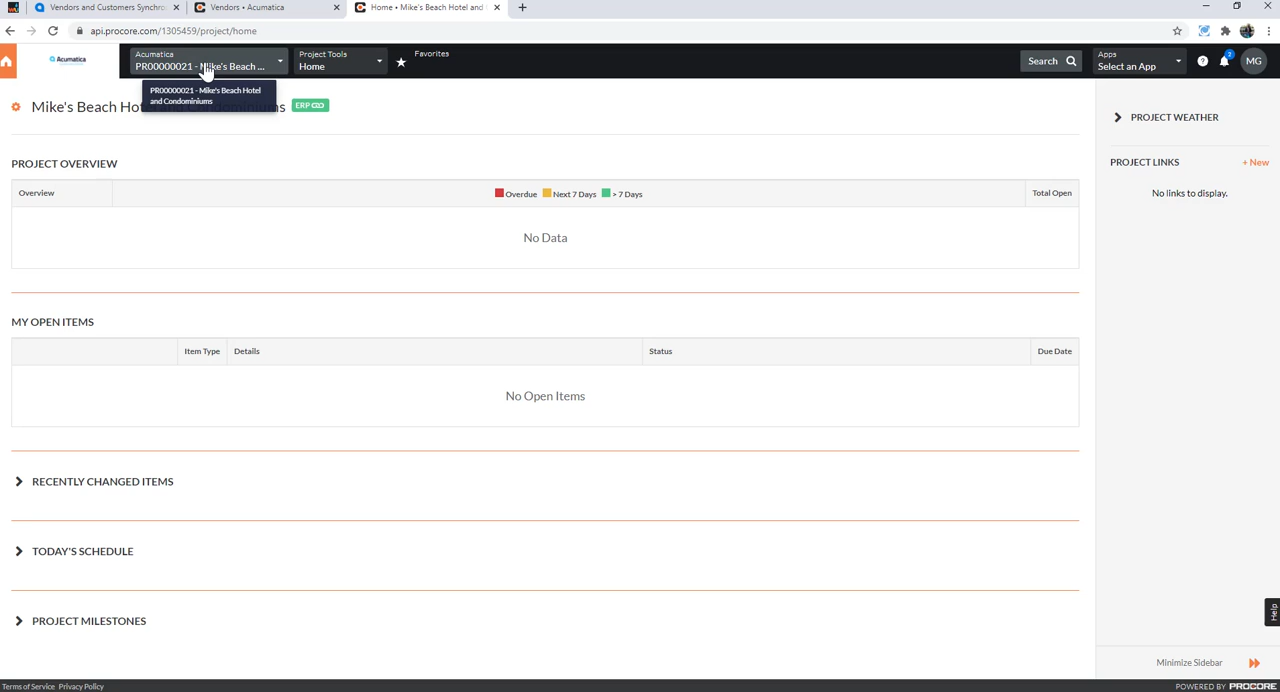 Vendors and Customers Synchro
Vendors • Acumatica
Home • Mike's Beach Hotel and
api.procore.com/1305459/project/home
Acumatica
Acumatica
PR00000021 - Mike's Beach ...
Project Tools
Home
Favorites
Search
Apps
Select an App
2
MG
PR00000021 - Mike's Beach Hotel
and Condominiums
Mike's Beach Hotel and Condominiums
ERP
PROJECT WEATHER
PROJECT OVERVIEW
PROJECT LINKS
+ New
Overview
Overdue
Next 7 Days
> 7 Days
Total Open
No links to display.
No Data
MY OPEN ITEMS
Item Type
Details
Status
Due Date
No Open Items
RECENTLY CHANGED ITEMS
TODAY'S SCHEDULE
PROJECT MILESTONES
Help
Minimize Sidebar
Terms of Service
Privacy Policy
POWERED BY PROCORE